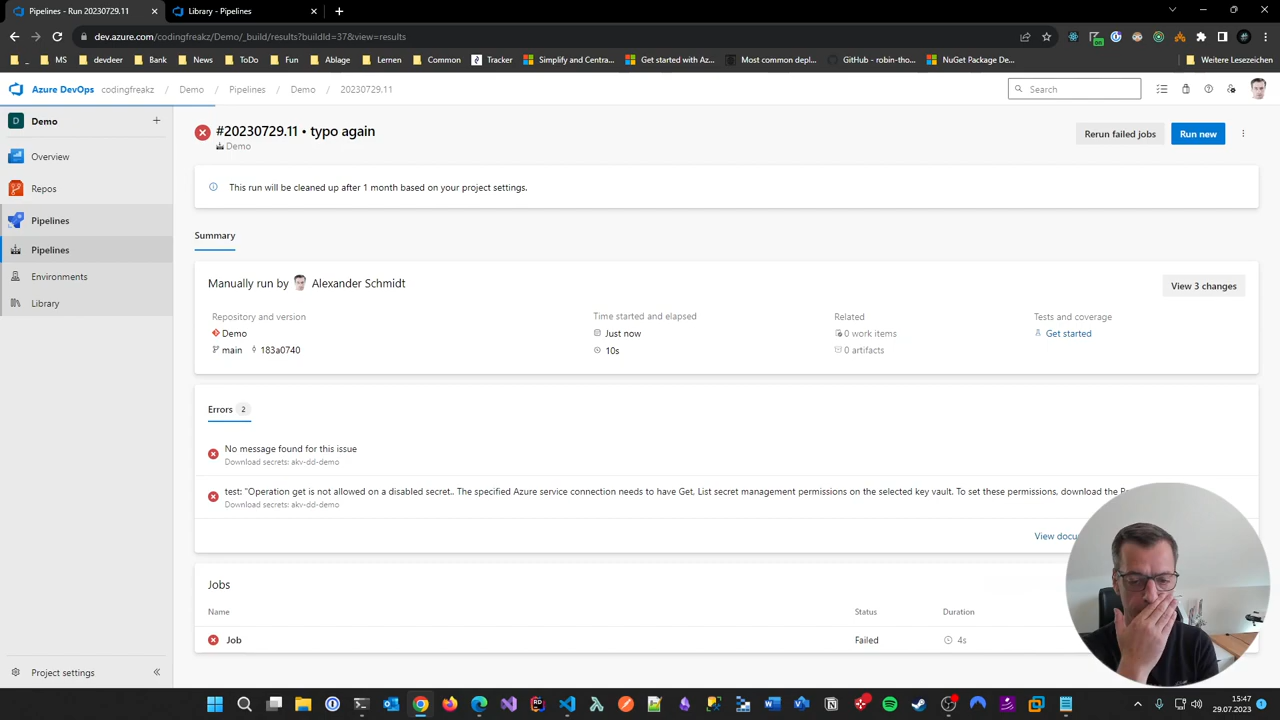 Pipelines - Run 20230729.11
Library - Pipelines
dev.azure.com/codingfreakz/Demo/_build/results?buildId=37&view=results
_
MS
devdeer
Bank
News
ToDo
Fun
Ablage
Lernen
Common
Tracker
Simplify and Centra...
Get started with Az...
Most common depl...
GitHub - robin-tho...
NuGet Package De...
Weitere Lesezeichen
Azure DevOps
codingfreakz
/
Demo
/
Pipelines
/
Demo
/
20230729.11
Search
Demo
Overview
Repos
Pipelines
Pipelines
Environments
Library
Project settings
#20230729.11 • typo again
Demo
Rerun failed jobs
Run new
This run will be cleaned up after 1 month based on your project settings.
Summary
Manually run by Alexander Schmidt
View 3 changes
Repository and version
Demo
main 183a0740
Time started and elapsed
Just now
10s
Related
0 work items
0 artifacts
Tests and coverage
Get started
Errors 2
No message found for this issue
Download secrets: akv-dd-demo
test: "Operation get is not allowed on a disabled secret.. The specified Azure service connection needs to have Get, List secret management permissions on the selected key vault. To set these permissions, download the
Download secrets: akv-dd-demo
View
Jobs
Name
Status
Duration
Job
Failed
4s
15:47
29.07.2023